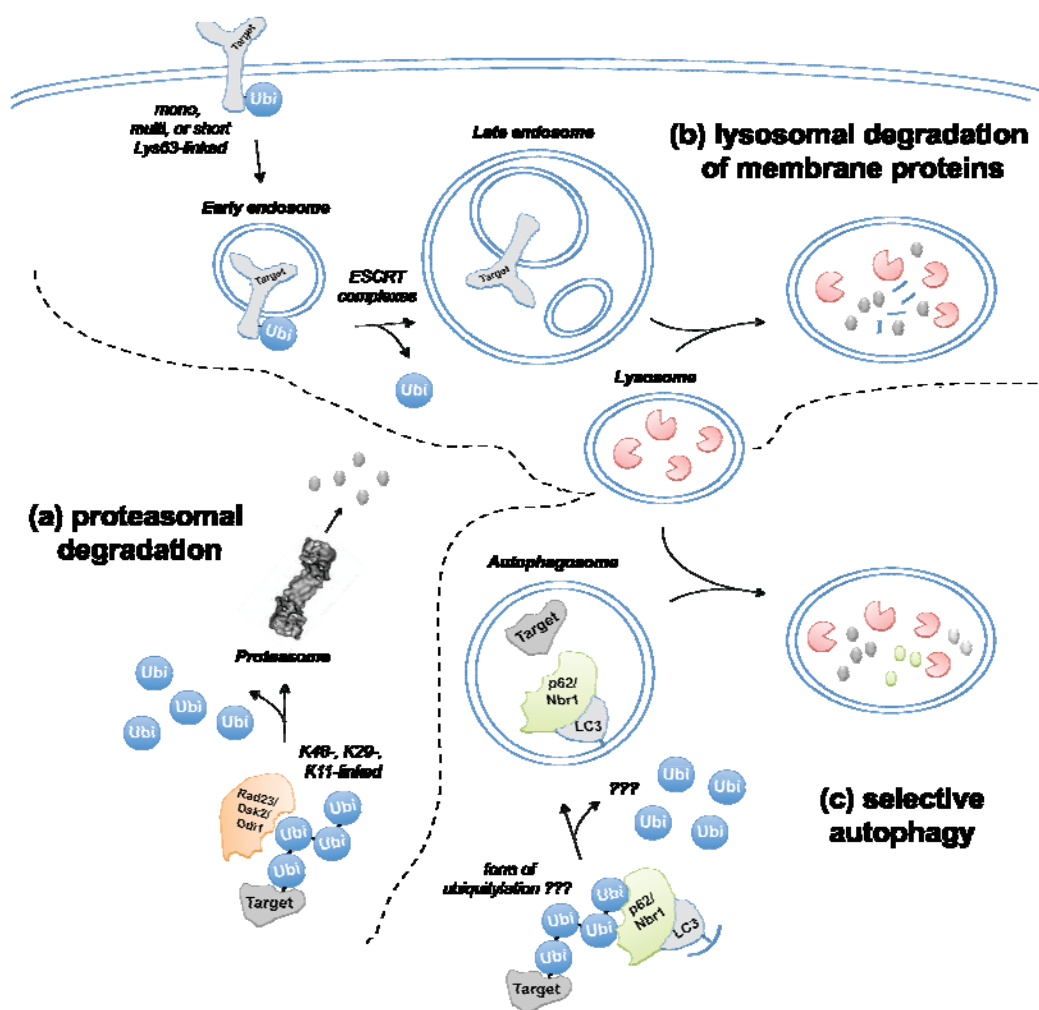 Target
Ubi
mono,
multi, or short
Lys63-linked
Early endosome
Target
Ubi
ESCRT
complexes
Ubi
Late endosome
Target
(b) lysosomal degradation
of membrane proteins
Lysosome
(a) proteasomal
degradation
Proteasome
Ubi
Ubi
Ubi
Ubi
K48-, K29-,
K11-linked
Rad23/
Dsk2/
Ddi1
Ubi
Ubi
Ubi
Ubi
Target
Autophagosome
Target
p62/
Nbr1
LC3
???
Ubi
Ubi
Ubi
Ubi
(c) selective
autophagy
form of
ubiquitylation ???
Ubi
Ubi
Ubi
Ubi
p62/
Nbr1
LC3
Target